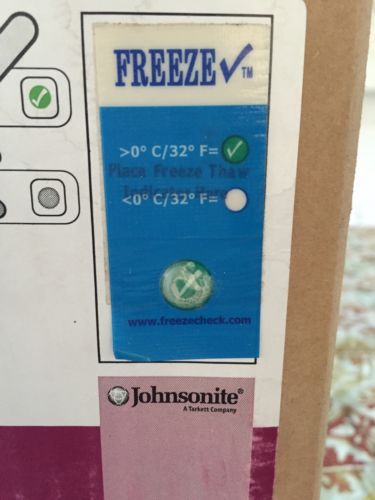 FREEZE✓™
>0° C/32° F= ✓
Place Freeze Thaw
Indicator Here
<0° C/32° F=
www.freezecheck.com
Johnsonite®
A Tarkett Company